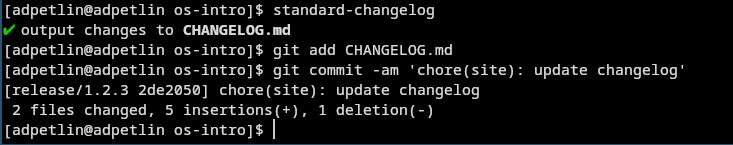 [adpetlin@adpetlin os-intro]$ standard-changelog
✔ output changes to CHANGELOG.md
[adpetlin@adpetlin os-intro]$ git add CHANGELOG.md
[adpetlin@adpetlin os-intro]$ git commit -am 'chore(site): update changelog'
[release/1.2.3 2de2050] chore(site): update changelog
 2 files changed, 5 insertions(+), 1 deletion(-)
[adpetlin@adpetlin os-intro]$